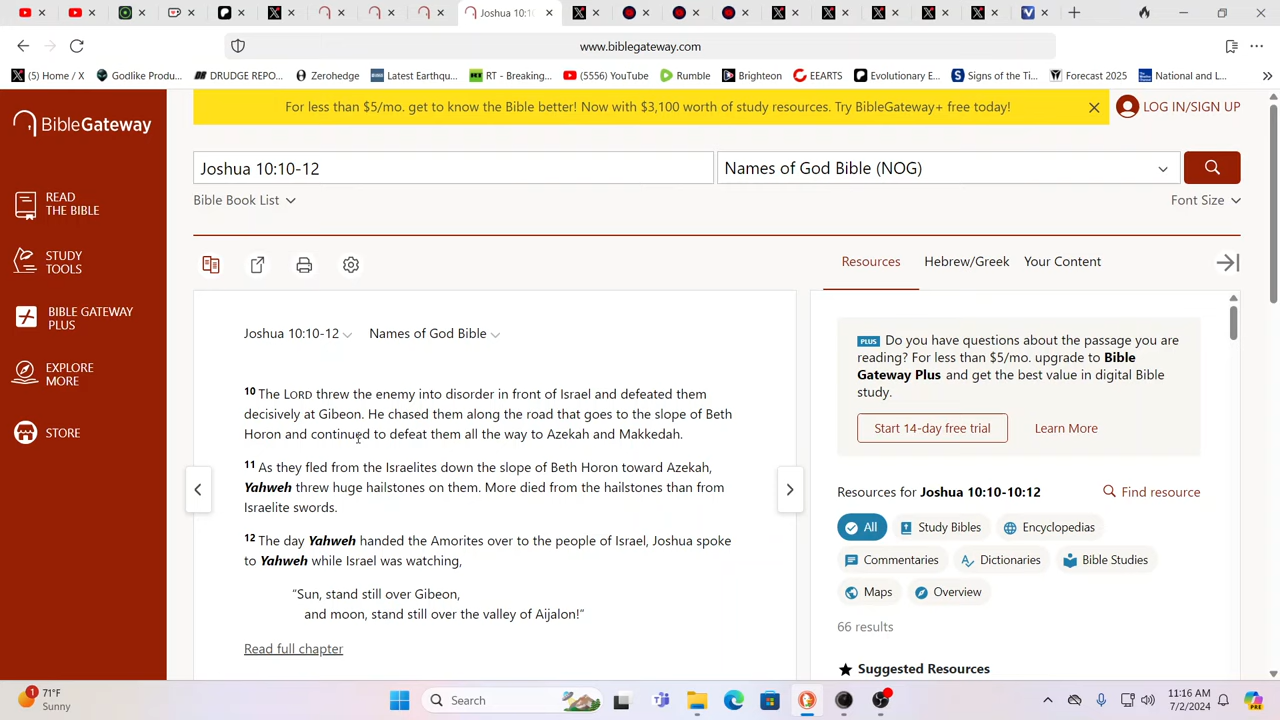 Joshua 10:1
www.biblegateway.com
(5) Home / X
Godlike Produ...
DRUDGE REPO...
Zerohedge
Latest Earthqu...
RT - Breaking...
(5556) YouTube
Rumble
Brighteon
EEARTS
Evolutionary E...
Signs of the Ti...
Forecast 2025
National and L...
For less than $5/mo. get to know the Bible better! Now with $3,100 worth of study resources. Try BibleGateway+ free today!
LOG IN/SIGN UP
BibleGateway
Joshua 10:10-12
Names of God Bible (NOG)
Bible Book List
Font Size
READ
THE BIBLE
STUDY
TOOLS
BIBLE GATEWAY
PLUS
EXPLORE
MORE
STORE
Resources
Hebrew/Greek
Your Content
Joshua 10:10-12
Names of God Bible
10 The LORD threw the enemy into disorder in front of Israel and defeated them
decisively at Gibeon. He chased them along the road that goes to the slope of Beth
Horon and continued to defeat them all the way to Azekah and Makkedah.
11 As they fled from the Israelites down the slope of Beth Horon toward Azekah,
Yahweh threw huge hailstones on them. More died from the hailstones than from
Israelite swords.
12 The day Yahweh handed the Amorites over to the people of Israel, Joshua spoke
to Yahweh while Israel was watching,
“Sun, stand still over Gibeon,
and moon, stand still over the valley of Aijalon!”
Read full chapter
PLUS Do you have questions about the passage you are
reading? For less than $5/mo. upgrade to Bible
Gateway Plus and get the best value in digital Bible
study.
Start 14-day free trial
Learn More
Resources for Joshua 10:10-10:12
Find resource
All
Study Bibles
Encyclopedias
Commentaries
Dictionaries
Bible Studies
Maps
Overview
66 results
Suggested Resources
1
71°F
Sunny
Search
11:16 AM
7/2/2024
PRE